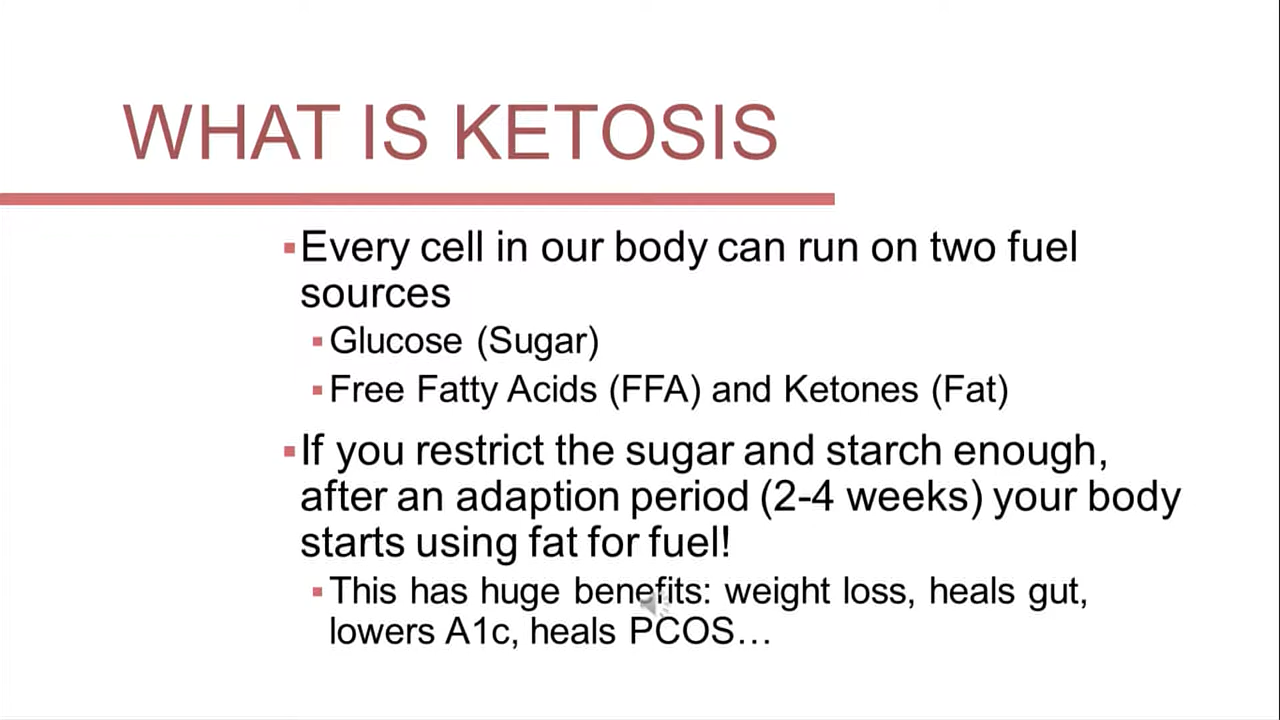 WHAT IS KETOSIS
▪Every cell in our body can run on two fuel
sources
▪Glucose (Sugar)
▪Free Fatty Acids (FFA) and Ketones (Fat)
▪If you restrict the sugar and starch enough,
after an adaption period (2-4 weeks) your body
starts using fat for fuel!
▪This has huge benefits: weight loss, heals gut,
lowers A1c, heals PCOS…